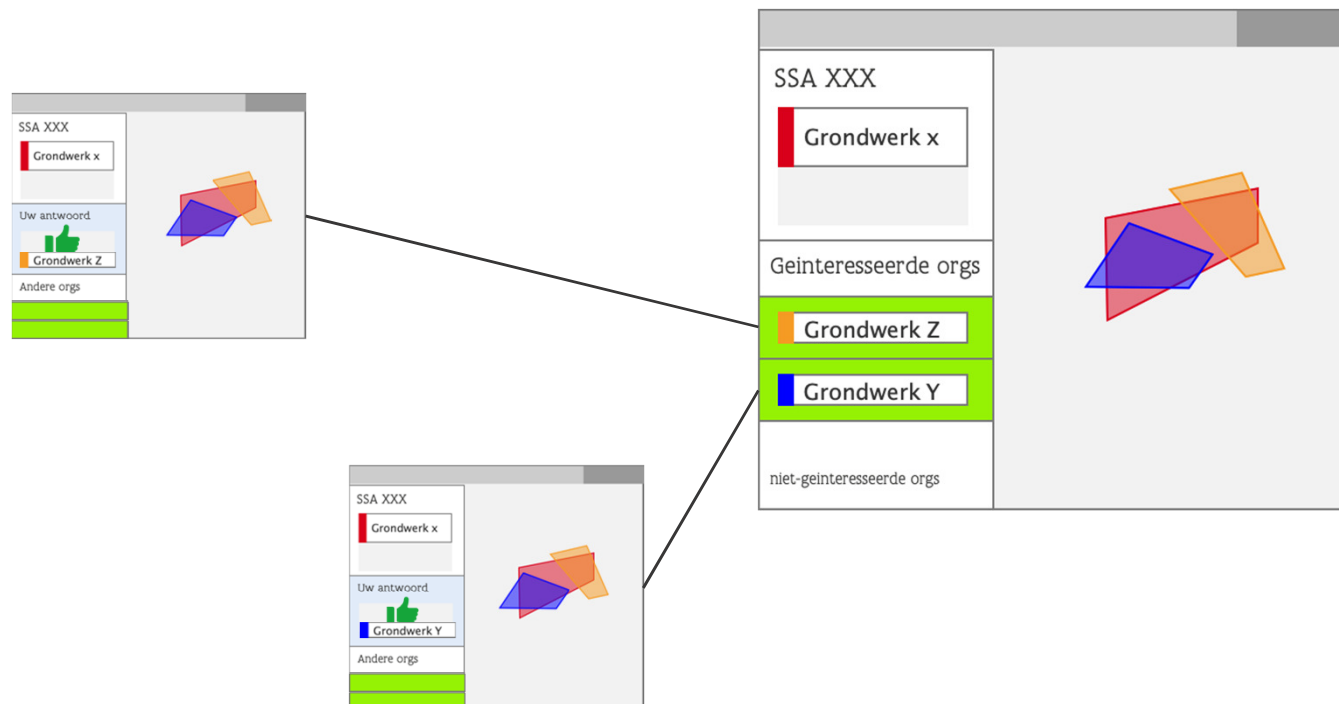 SSA XXX
Grondwerk x
Uw antwoord
Grondwerk Z
Andere orgs
SSA XXX
Grondwerk x
Uw antwoord
Grondwerk Y
Andere orgs
SSA XXX
Grondwerk x
Geinteresseerde orgs
Grondwerk Z
Grondwerk Y
niet-geinteresseerde orgs